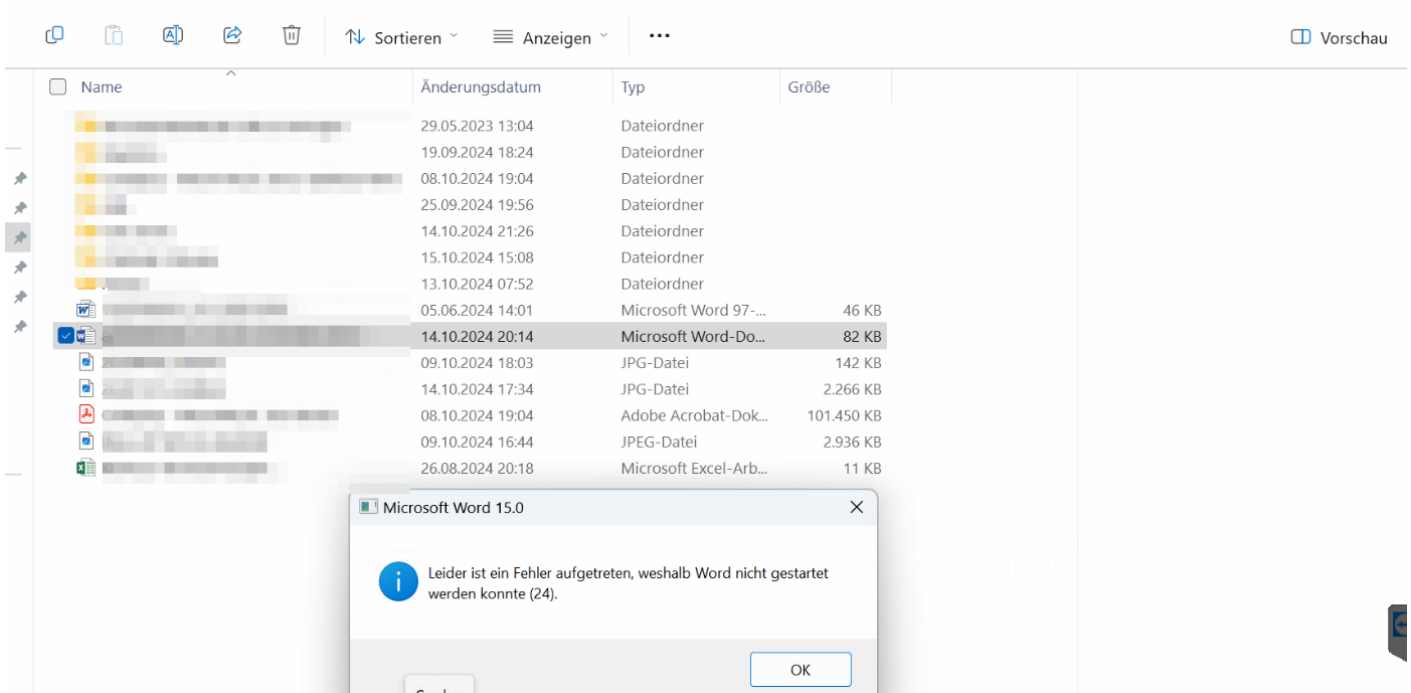 Sortieren
Anzeigen
Vorschau
Name Änderungsdatum Typ Größe
29.05.2023 13:04 Dateiordner
19.09.2024 18:24 Dateiordner
08.10.2024 19:04 Dateiordner
25.09.2024 19:56 Dateiordner
14.10.2024 21:26 Dateiordner
15.10.2024 15:08 Dateiordner
13.10.2024 07:52 Dateiordner
05.06.2024 14:01 Microsoft Word 97-... 46 KB
14.10.2024 20:14 Microsoft Word-Do... 82 KB
09.10.2024 18:03 JPG-Datei 142 KB
14.10.2024 17:34 JPG-Datei 2.266 KB
08.10.2024 19:04 Adobe Acrobat-Dok... 101.450 KB
09.10.2024 16:44 JPEG-Datei 2.936 KB
26.08.2024 20:18 Microsoft Excel-Arb... 11 KB
Microsoft Word 15.0
Leider ist ein Fehler aufgetreten, weshalb Word nicht gestartet
werden konnte (24).
OK